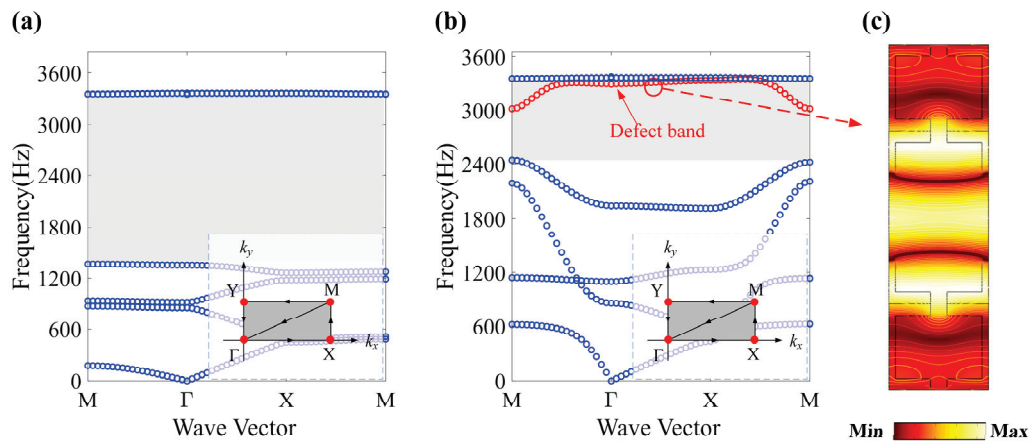 (a)
3600
3000
2400
1800
1200
600
0
Frequency(Hz)
M
Γ
X
M
Wave Vector
k_y
Y
M
Γ
X
k_x
(b)
3600
3000
2400
1800
1200
600
0
Frequency(Hz)
Defect band
M
Γ
X
M
Wave Vector
k_y
Y
M
Γ
X
k_x
(c)
Min
Max